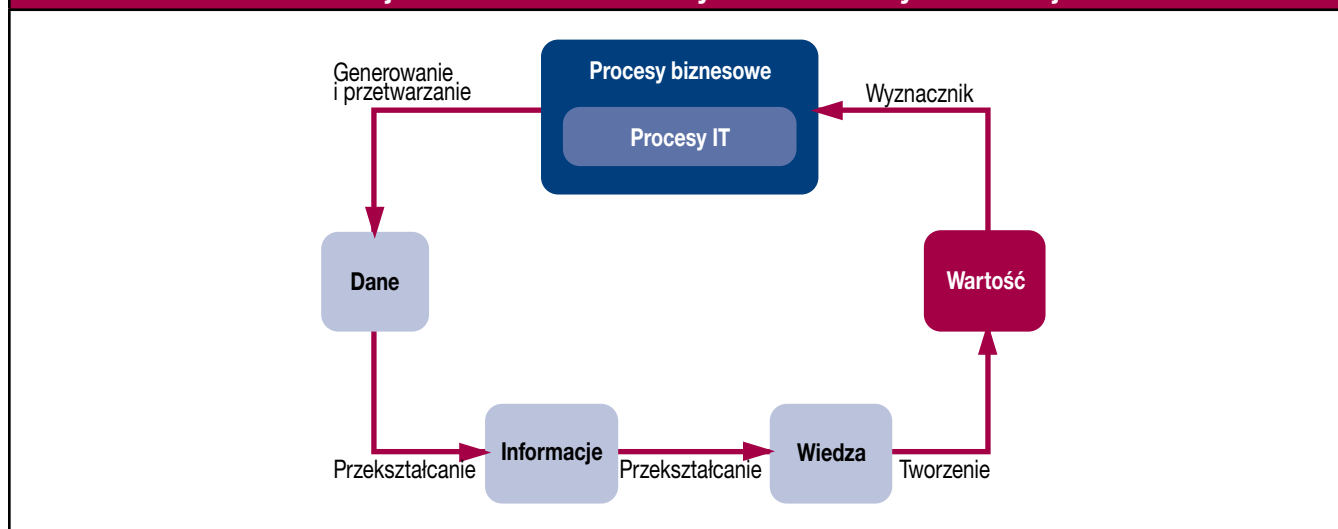 Generowanie
i przetwarzanie
Procesy biznesowe
Procesy IT
Wyznacznik
Dane
Wartość
Informacje
Wiedza
Przekształcanie
Przekształcanie
Tworzenie